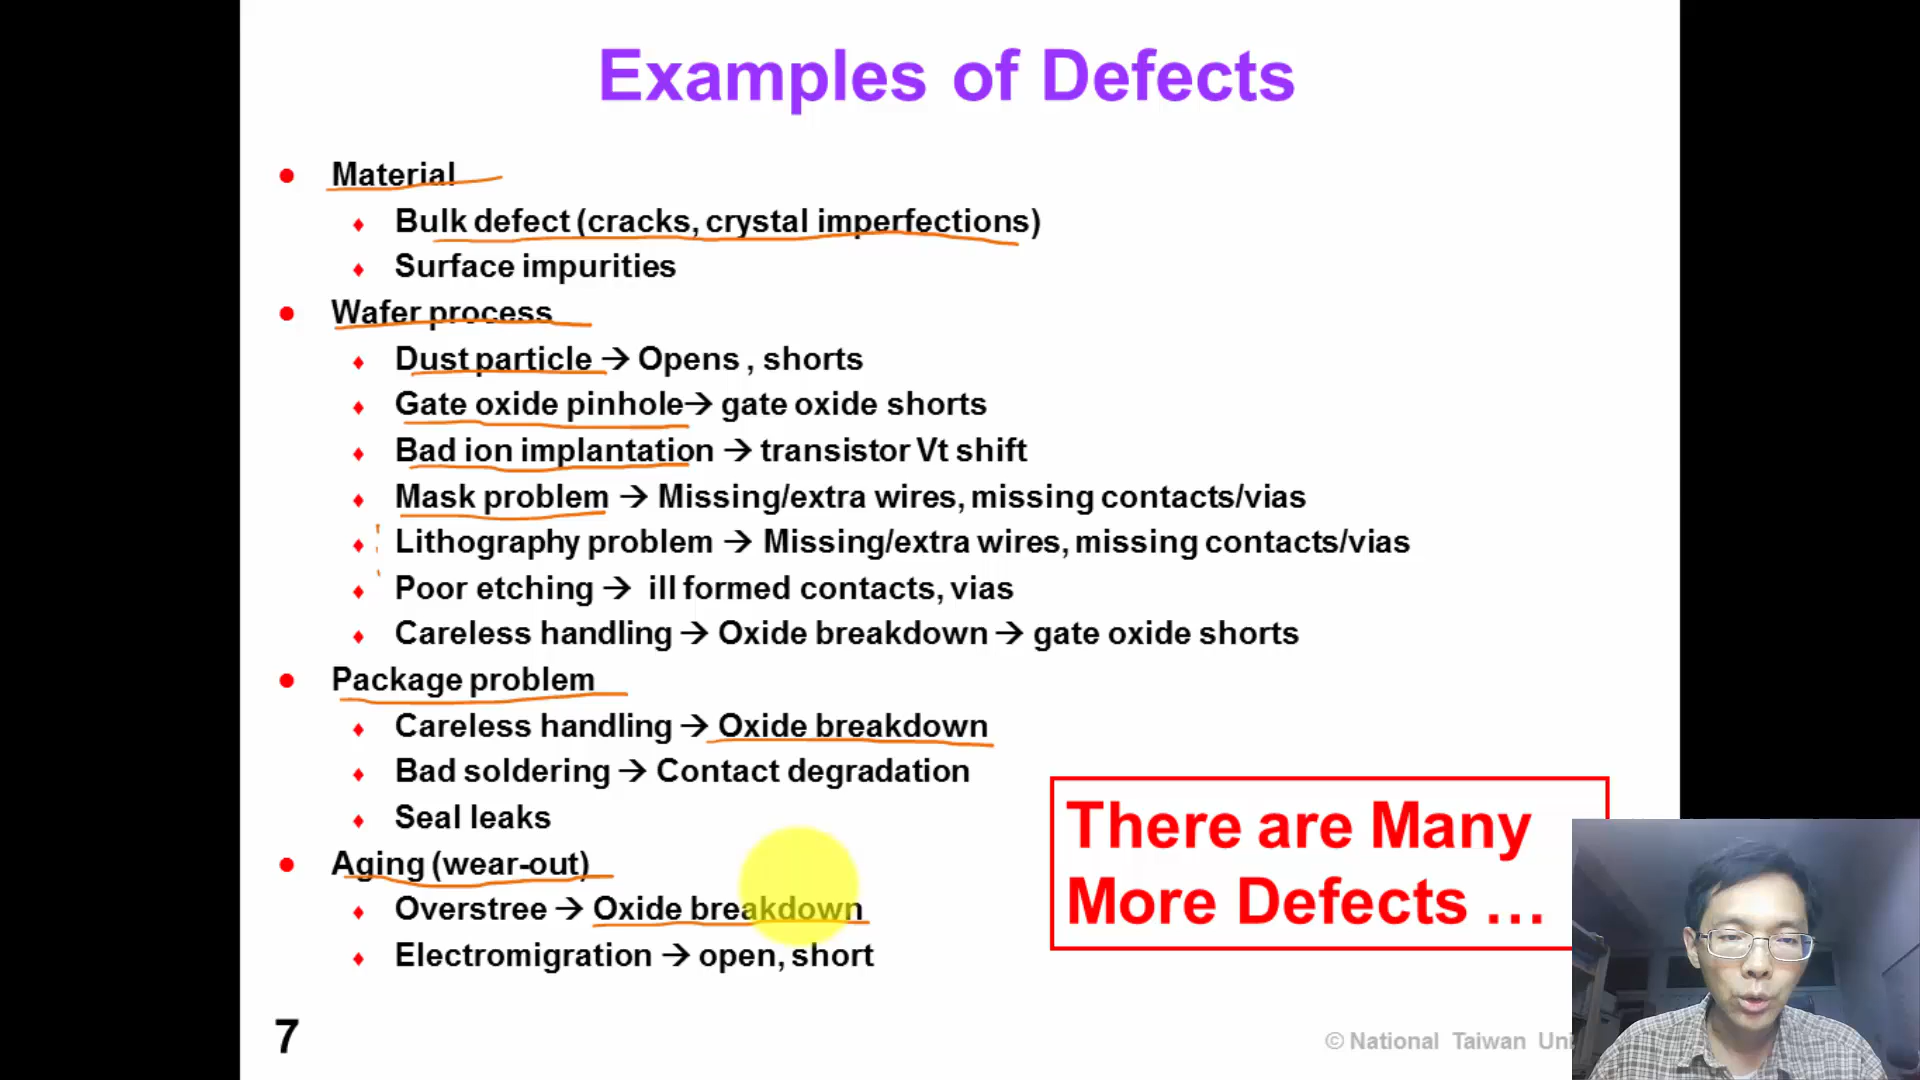 Examples of Defects
Material
Bulk defect (cracks, crystal imperfections)
Surface impurities
Wafer process
Dust particle → Opens , shorts
Gate oxide pinhole→ gate oxide shorts
Bad ion implantation → transistor Vt shift
Mask problem → Missing/extra wires, missing contacts/vias
Lithography problem → Missing/extra wires, missing contacts/vias
Poor etching → ill formed contacts, vias
Careless handling → Oxide breakdown → gate oxide shorts
Package problem
Careless handling → Oxide breakdown
Bad soldering → Contact degradation
Seal leaks
Aging (wear-out)
Overstree → Oxide breakdown
Electromigration → open, short
There are Many
More Defects ...
7
© National Taiwan Uni